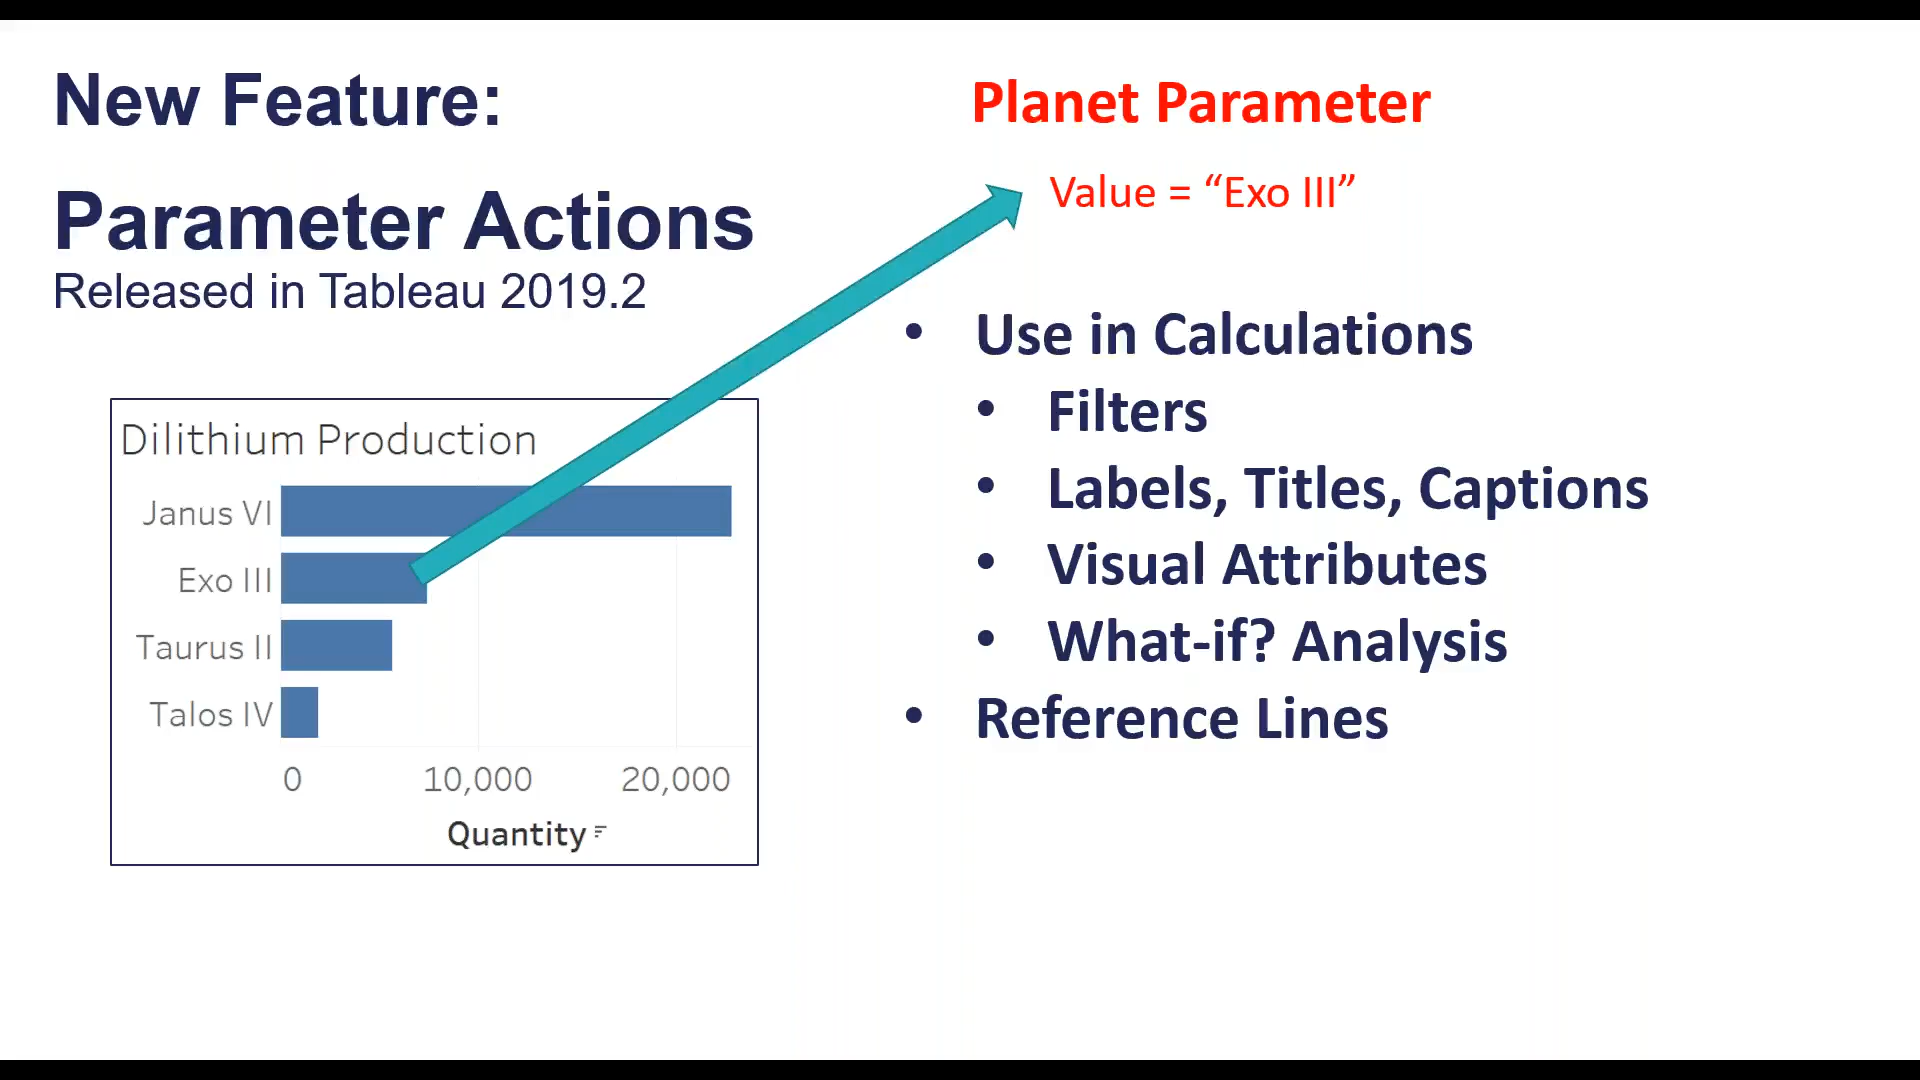 New Feature:
Parameter Actions
Released in Tableau 2019.2
Dilithium Production
Janus VI
Exo III
Taurus II
Talos IV
0 10,000 20,000
Quantity
Planet Parameter
Value = “Exo III”
• Use in Calculations
• Filters
• Labels, Titles, Captions
• Visual Attributes
• What-if? Analysis
• Reference Lines